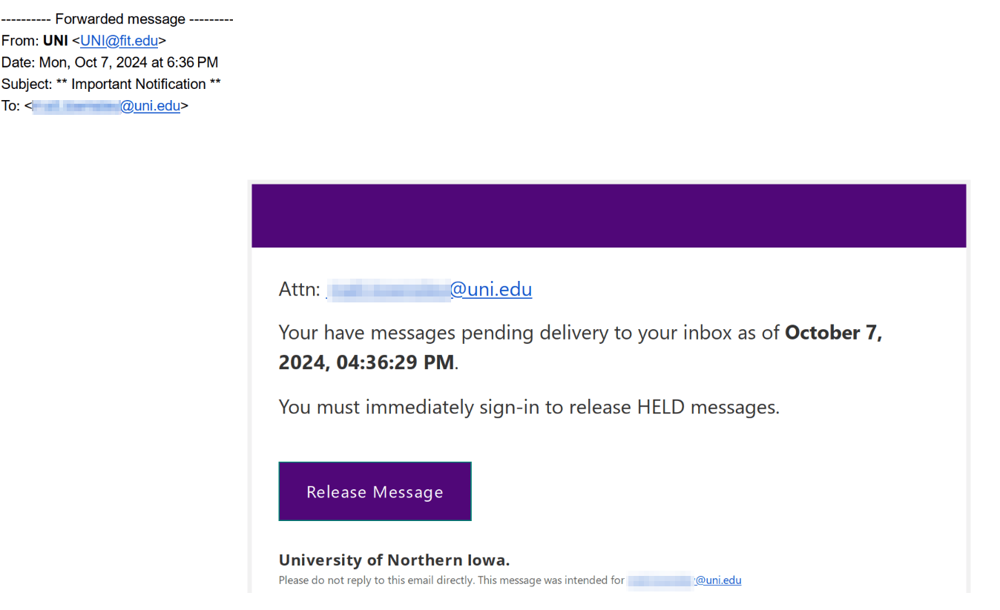 ---------- Forwarded message ---------
From: UNI <UNI@fit.edu>
Date: Mon, Oct 7, 2024 at 6:36 PM
Subject: ** Important Notification **
To: <@uni.edu>
Attn: @uni.edu
Your have messages pending delivery to your inbox as of October 7,
2024, 04:36:29 PM.
You must immediately sign-in to release HELD messages.
Release Message
University of Northern Iowa.
Please do not reply to this email directly. This message was intended for @uni.edu